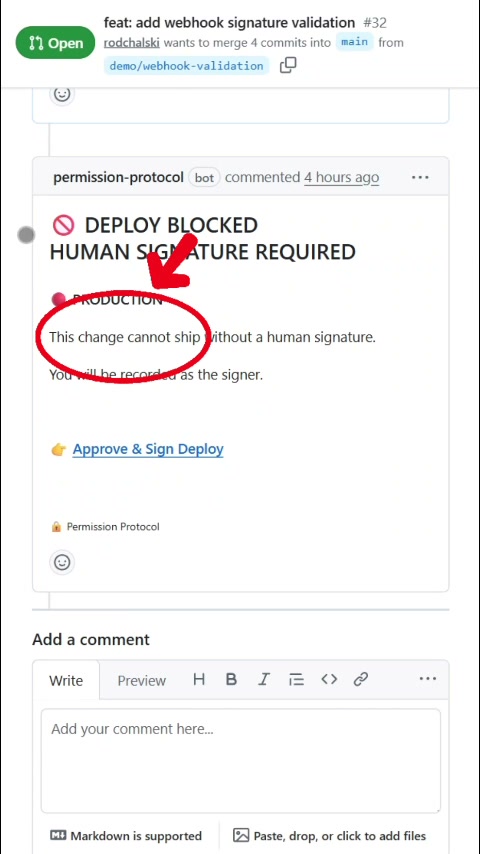 feat: add webhook signature validation #32
Open
rodchalski wants to merge 4 commits into main from
demo/webhook-validation
permission-protocol bot commented 4 hours ago
DEPLOY BLOCKED
HUMAN SIGNATURE REQUIRED
PRODUCTION
This change cannot ship without a human signature.
You will be recorded as the signer.
Approve & Sign Deploy
Permission Protocol
Add a comment
Write Preview H B I
Add your comment here...
Markdown is supported Paste, drop, or click to add files